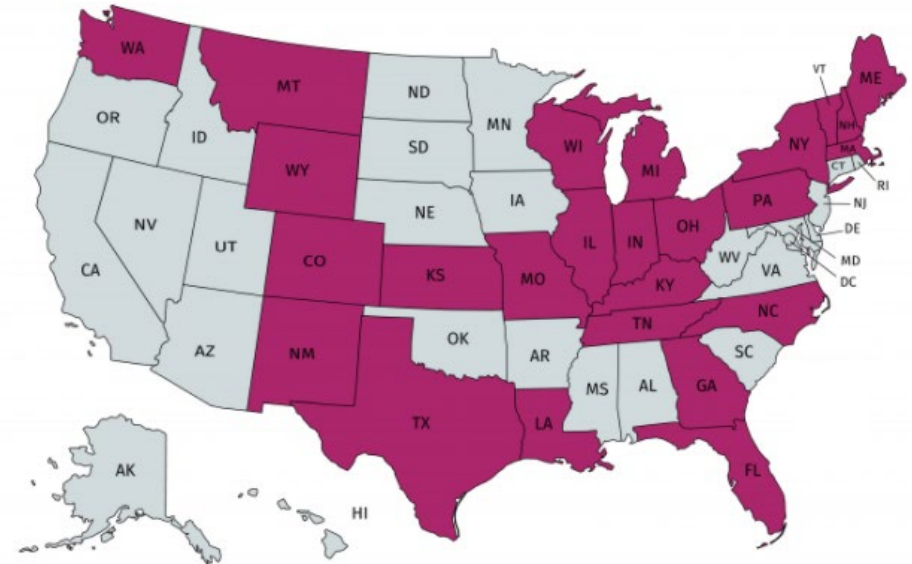 WA
MT
ND
MN
VT
ME
OR
ID
SD
WI
NY
NH
MA
CT
RI
WY
MI
NE
IA
PA
NJ
NV
UT
CO
KS
MO
IL
IN
OH
WV
VA
DE
MD
DC
CA
KY
AZ
NM
OK
AR
TN
NC
SC
MS
AL
GA
TX
LA
FL
AK
HI